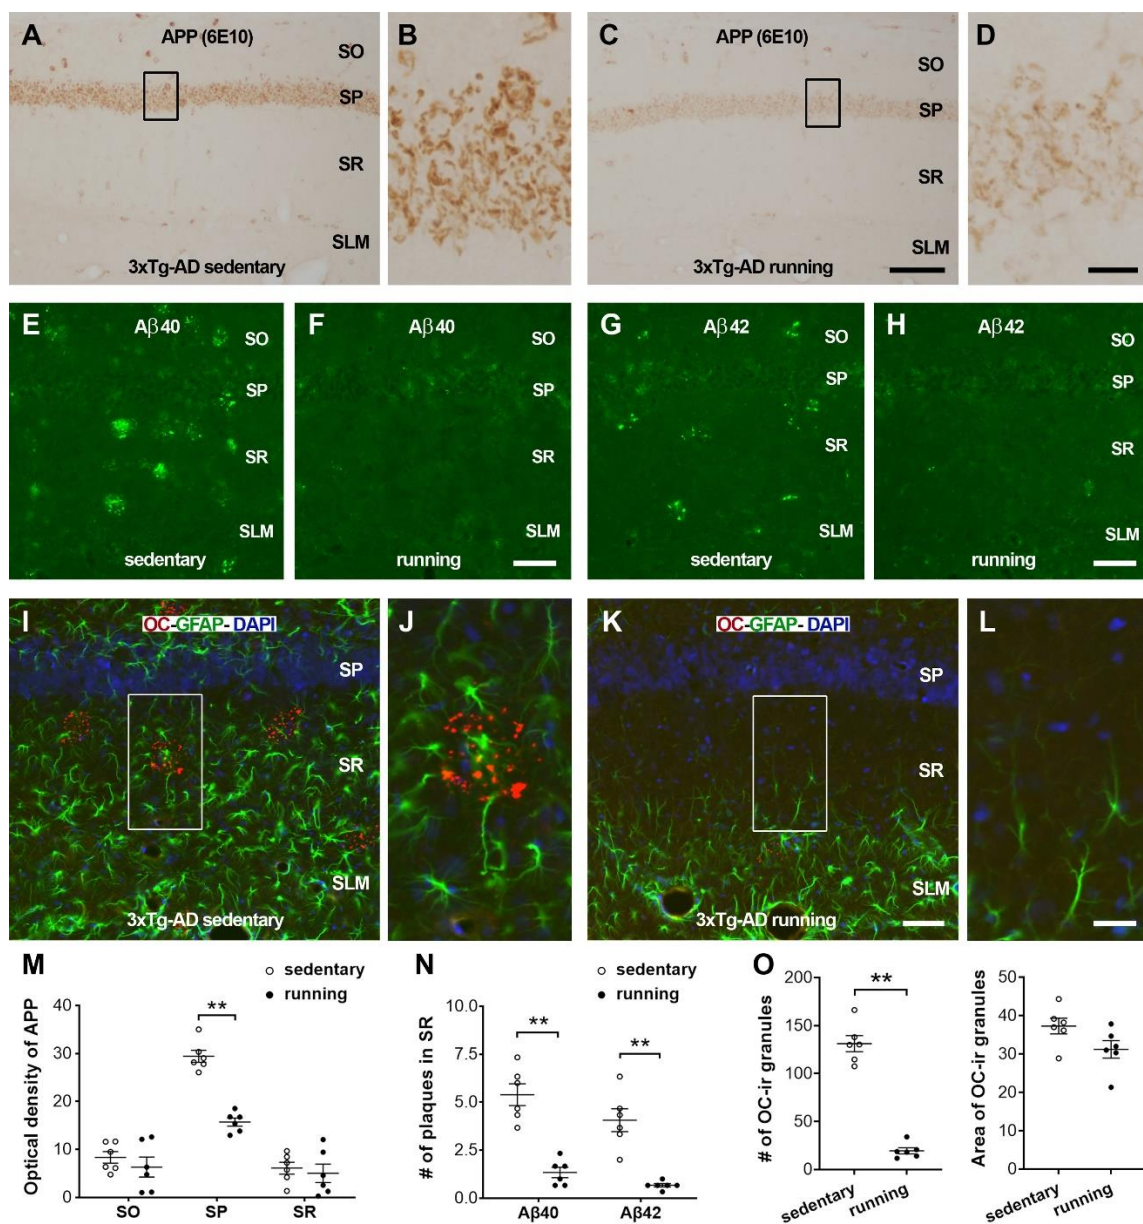 A
APP (6E10)
SO
SP
SR
SLM
3xTg-AD sedentary
B
C
APP (6E10)
SO
SP
SR
SLM
3xTg-AD running
D
E
Aβ40
SO
SP
SR
SLM
sedentary
F
Aβ40
running
G
Aβ42
SO
SP
SR
SLM
sedentary
H
Aβ42
SO
SP
SR
SLM
running
I
OC-GFAP-DAPI
SP
SR
SLM
3xTg-AD sedentary
J
K
OC-GFAP-DAPI
SP
SR
SLM
3xTg-AD running
L
M
sedentary
running
Optical density of APP
40
30
20
10
0
**
SO
SP
SR
N
sedentary
running
# of plaques in SR
10.0
7.5
5.0
2.5
0.0
**
**
Aβ40
Aβ42
O
# of OC-ir granules
200
150
100
50
0
**
sedentary
running
Area of OC-ir granules
50
40
30
20
10
0
sedentary
running